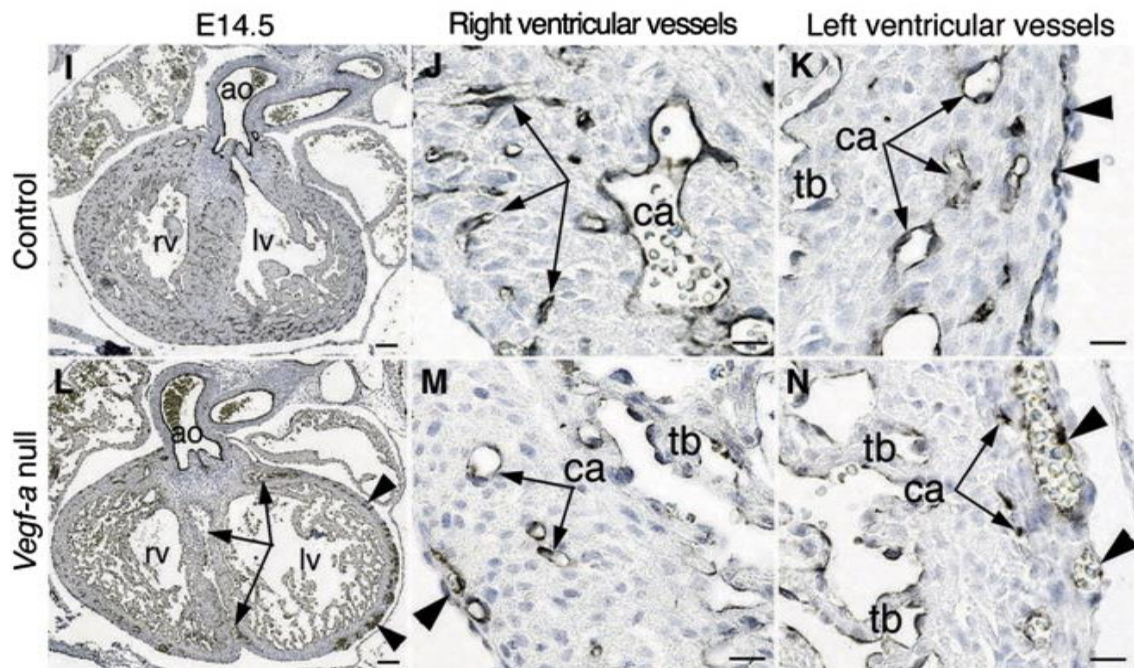 E14.5 Right ventricular vessels Left ventricular vessels
Control
I
ao
rv
lv
J
ca
K
ca
tb
Vegf-a null
L
ao
rv
lv
M
ca
tb
N
tb
ca
tb